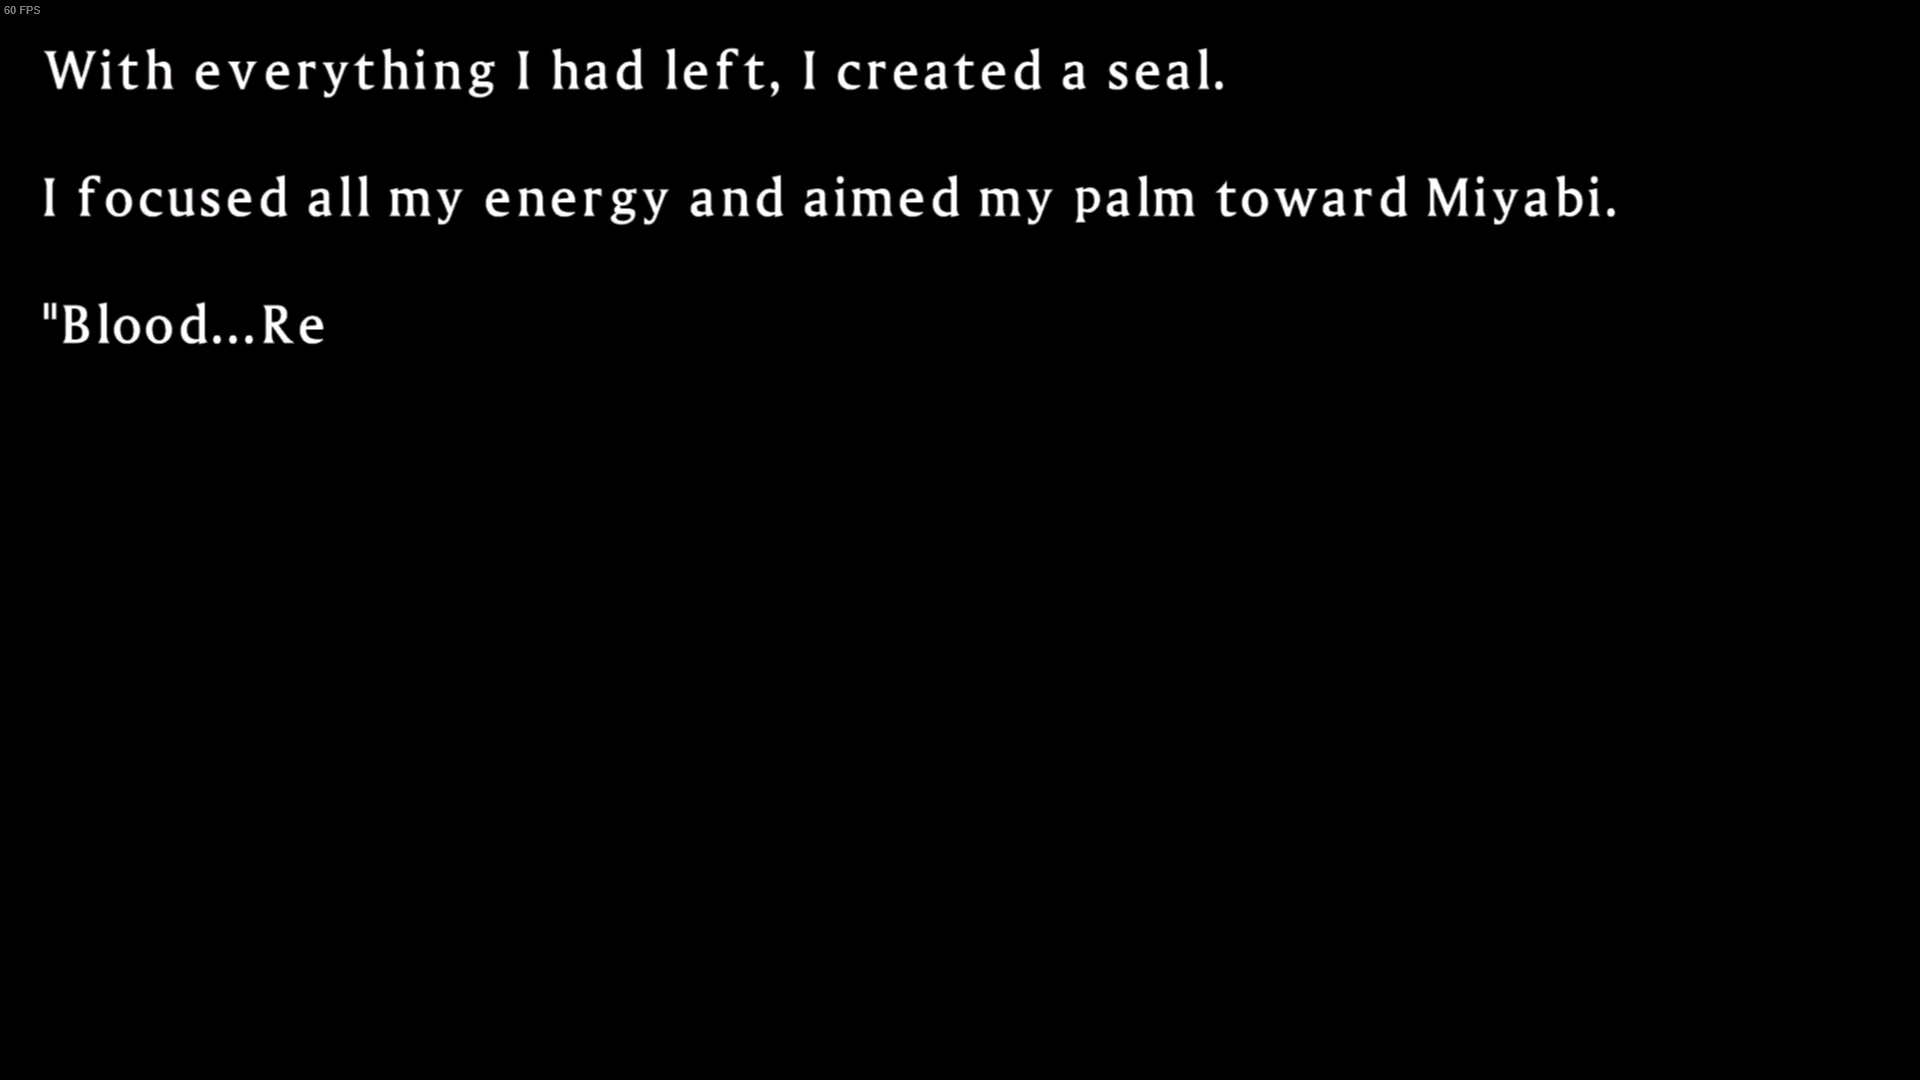 60 FPS
With everything I had left, I created a seal.
I focused all my energy and aimed my palm toward Miyabi.
"Blood...Re